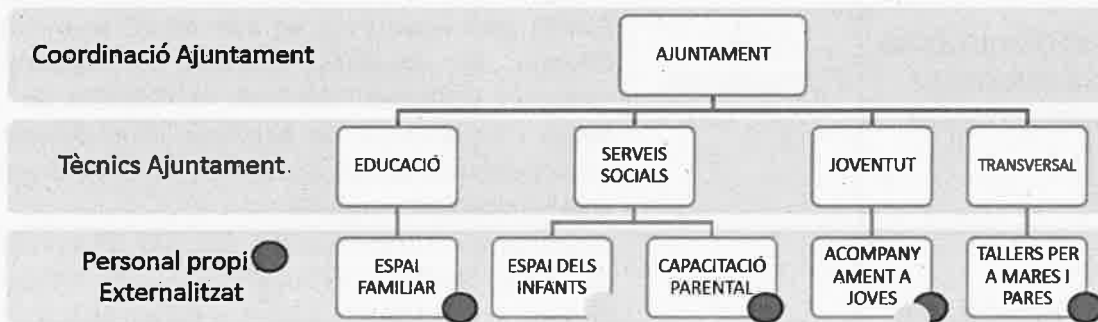 Coordinació Ajuntament
AJUNTAMENT
Tècnics Ajuntament.
EDUCACIÓ
SERVEIS
SOCIALS
JOVENTUT
TRANSVERSAL
Personal propi
Externalitzat
ESPAI
FAMILIAR
ESPAI DELS
INFANTS
CAPACITACIÓ
PARENTAL
ACOMPANY
AMENT A
JOVES
TALLERS PER
A MARES I
PARES